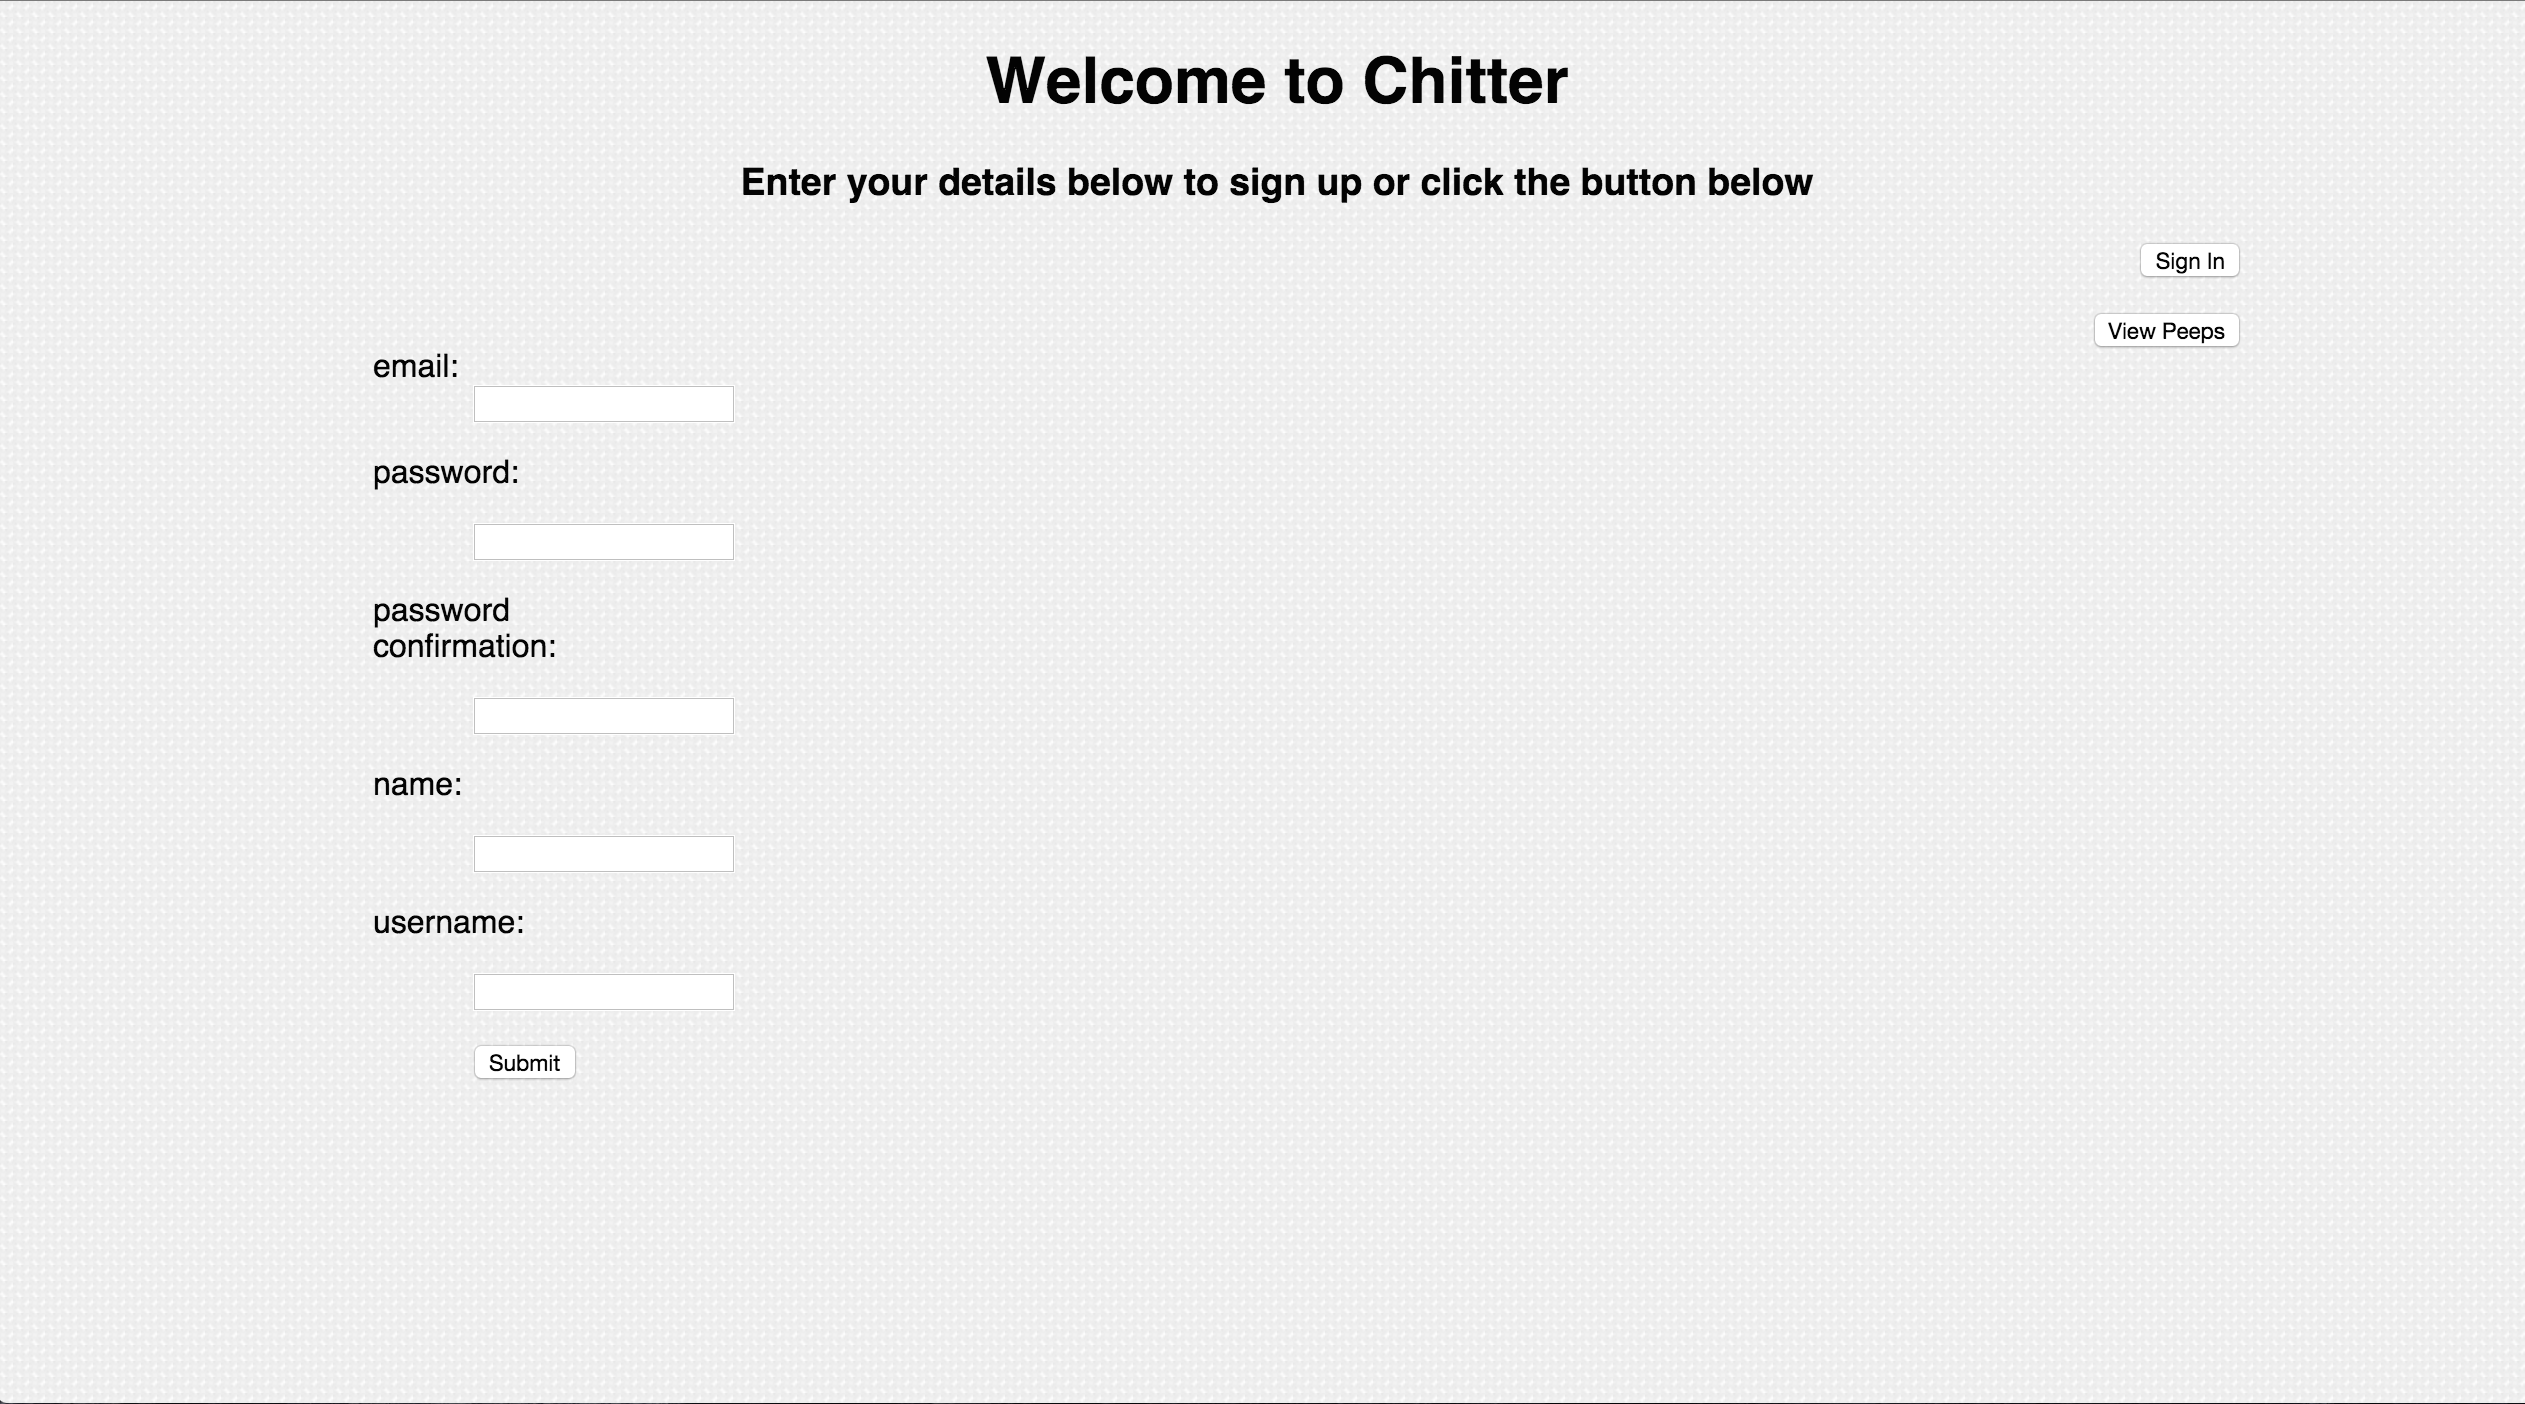 Welcome to Chitter
Enter your details below to sign up or click the button below
Sign In
View Peeps
email:
password:
password
confirmation:
name:
username:
Submit